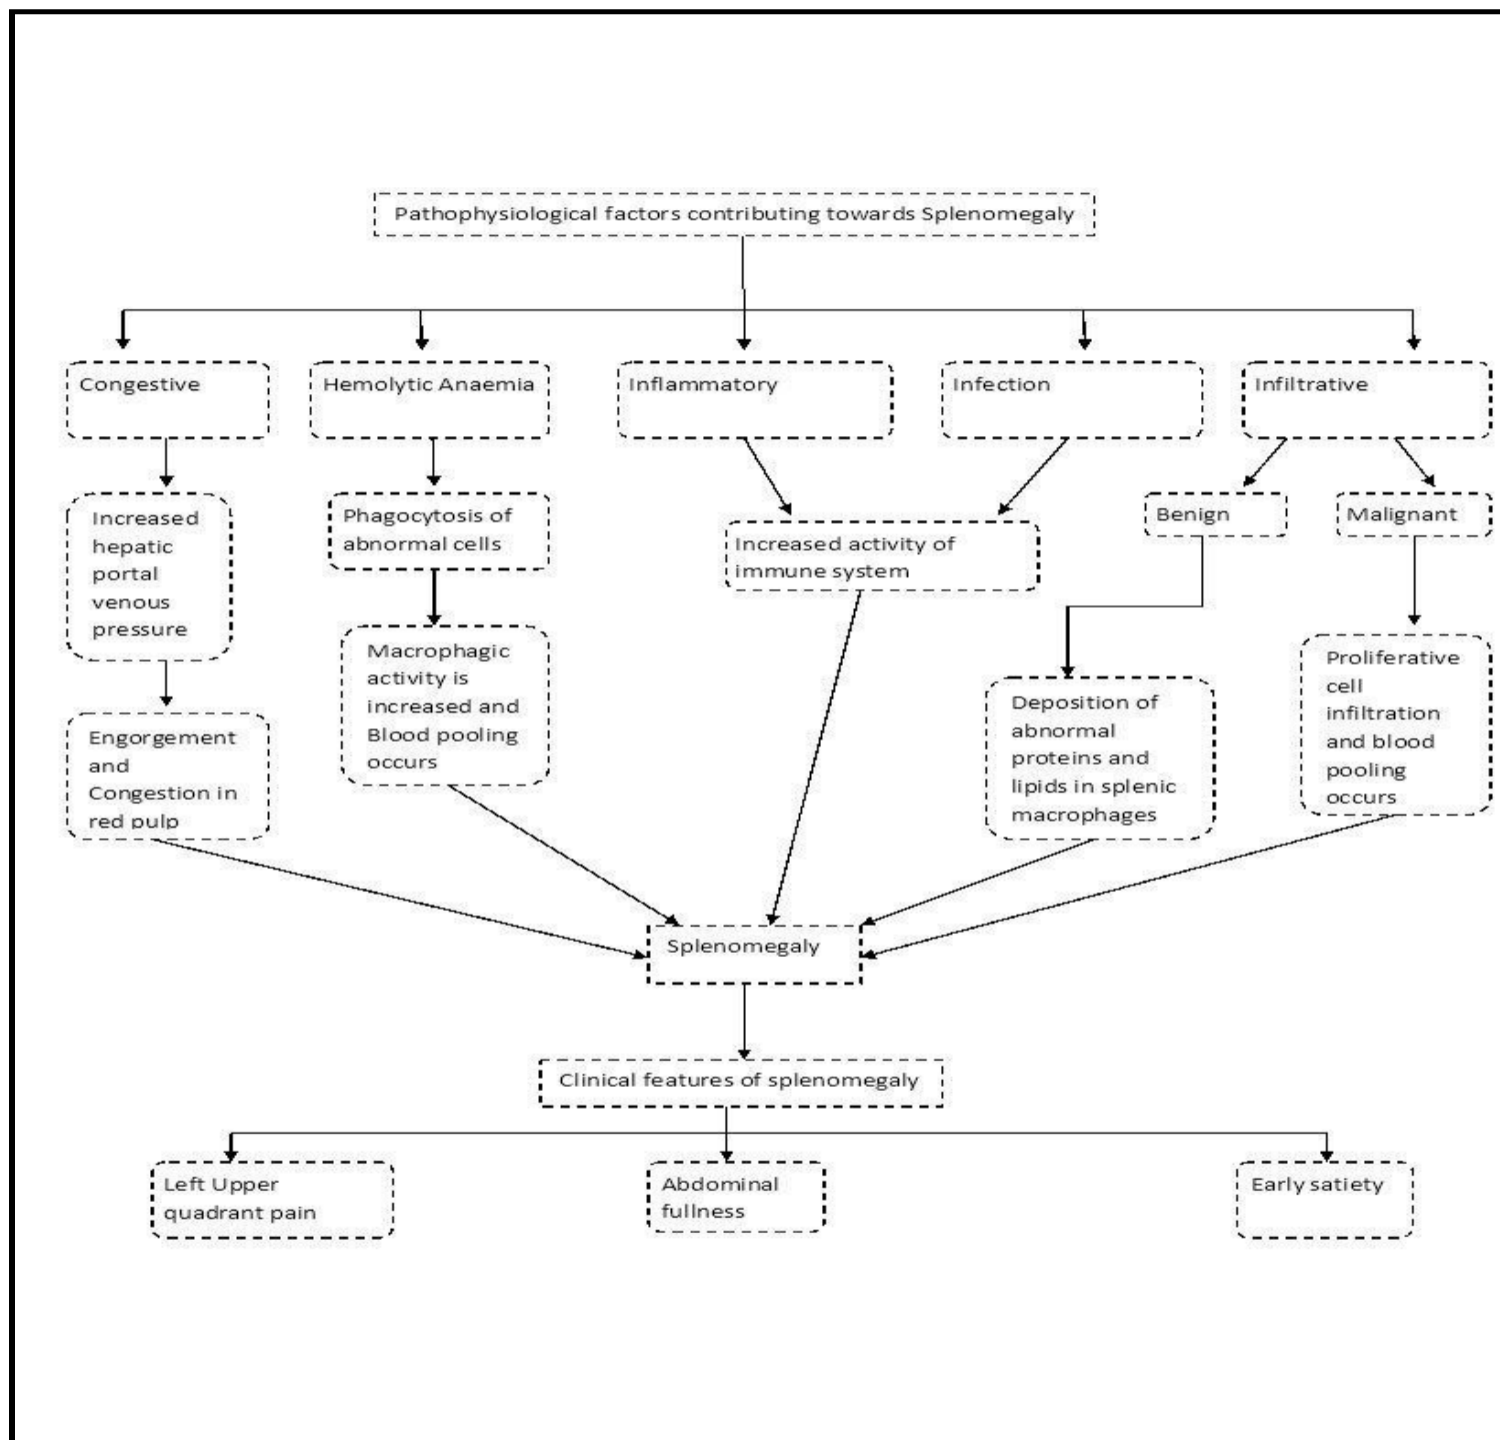 Pathophysiological factors contributing towards Splenomegaly
Congestive
Hemolytic Anaemia
Inflammatory
Infection
Infiltrative
Increased
hepatic
portal
venous
pressure
Phagocytosis of
abnormal cells
Increased activity of
immune system
Benign
Malignant
Engorgement
and
Congestion in
red pulp
Macrophagic
activity is
increased and
Blood pooling
occurs
Deposition of
abnormal
proteins and
lipids in splenic
macrophages
Proliferative
cell
infiltration
and blood
pooling
occurs
Splenomegaly
Clinical features of splenomegaly
Left Upper
quadrant pain
Abdominal
fullness
Early satiety